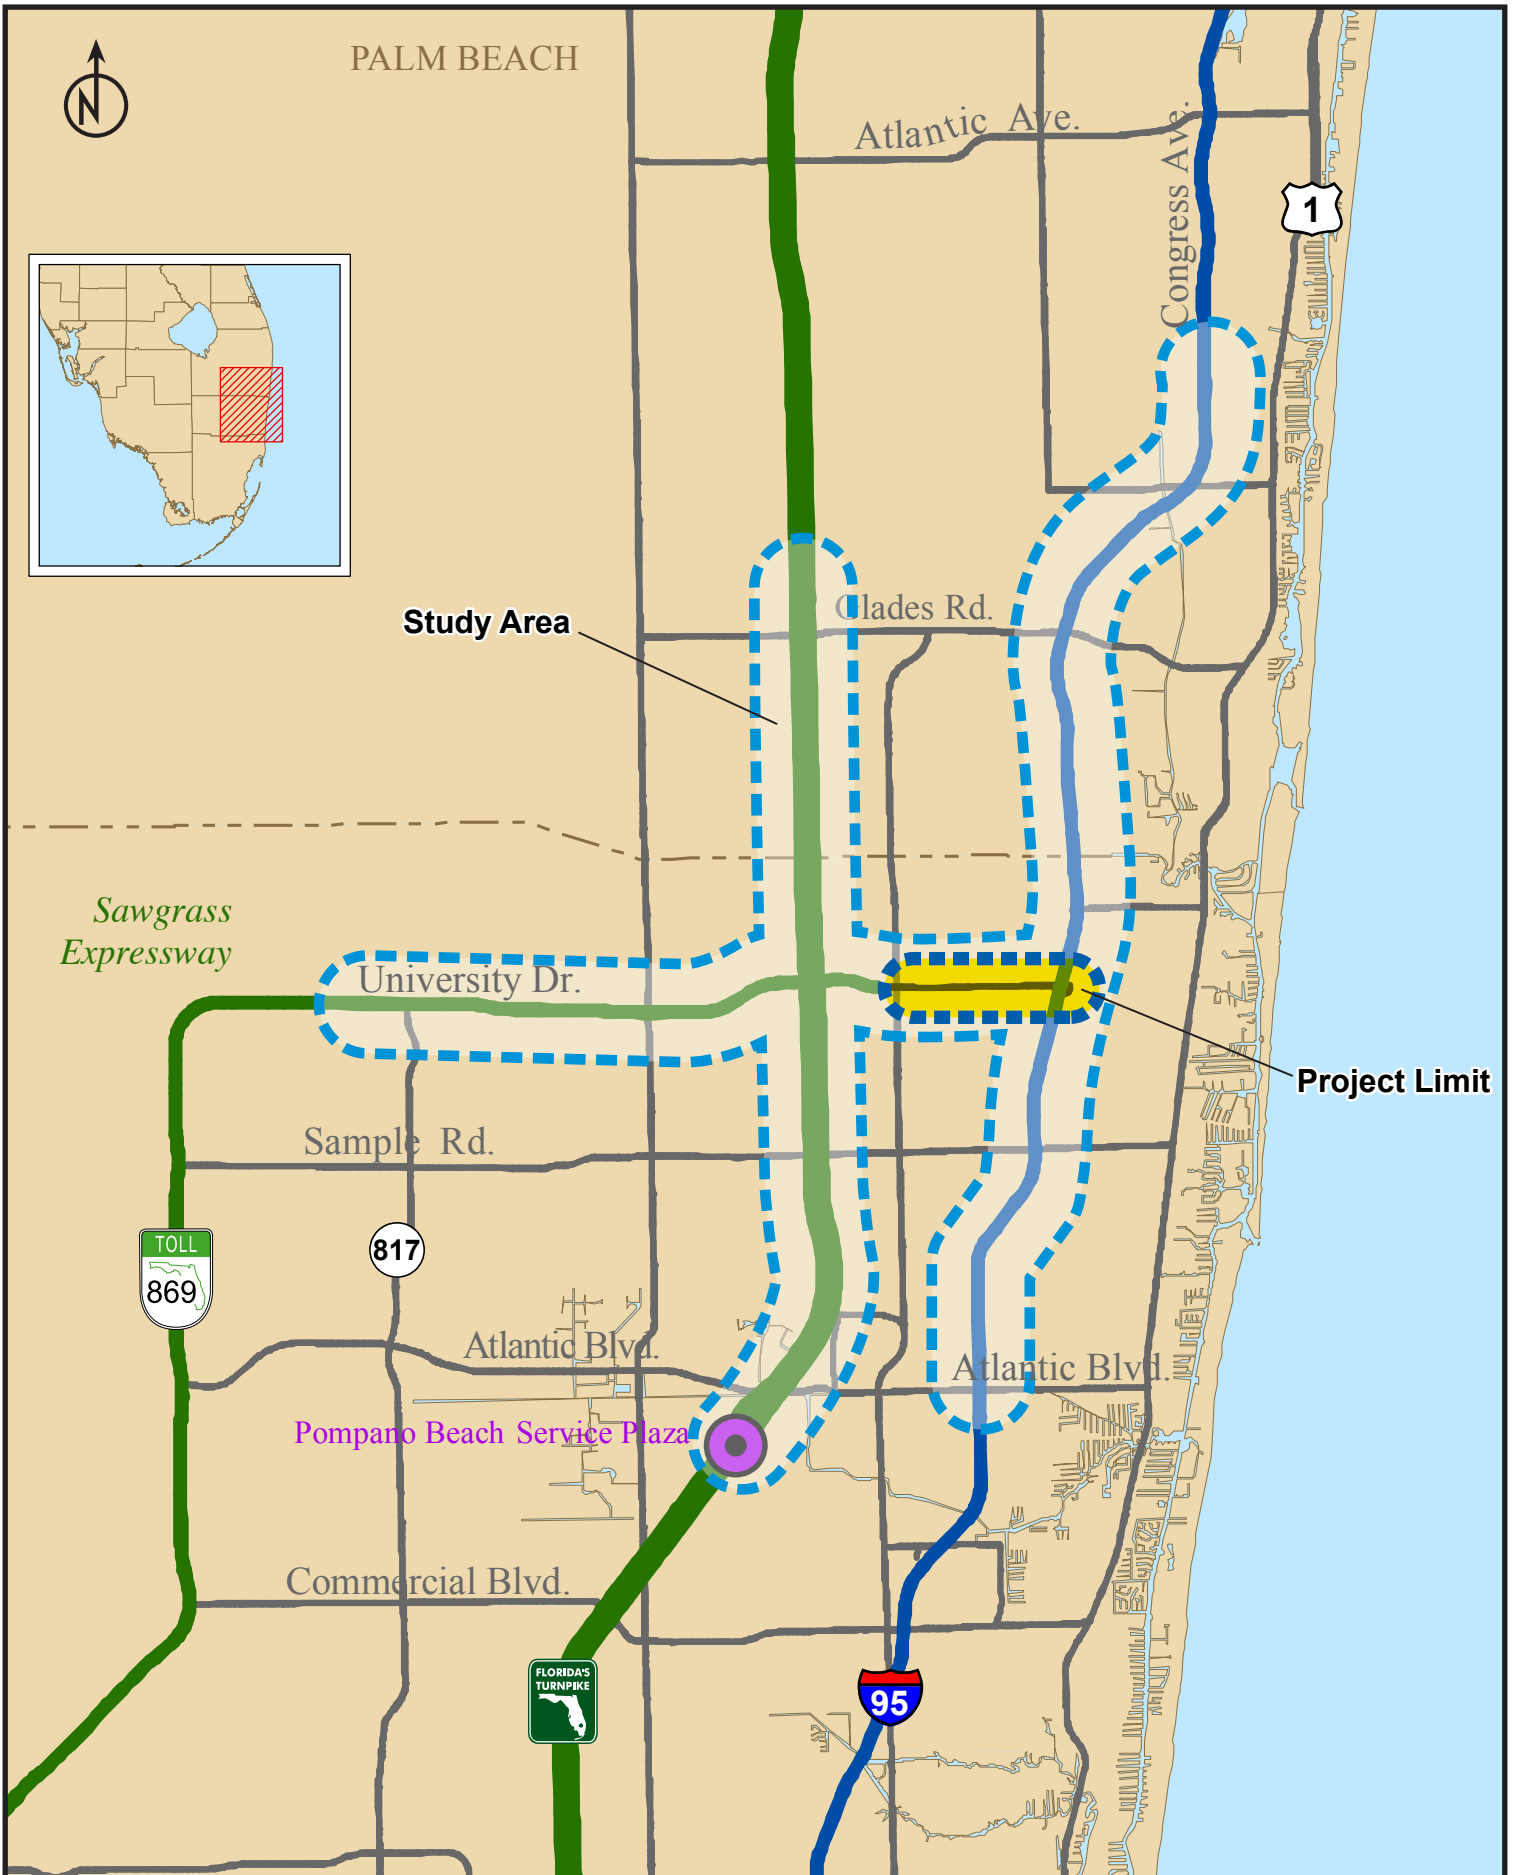 PALM BEACH
N
Atlantic Ave.
Congress Ave.
1
Study Area
Glades Rd.
Sawgrass
Expressway
University Dr.
Project Limit
Sample Rd.
TOLL
869
817
Atlantic Blvd.
Atlantic Blvd.
Pompano Beach Service Plaza
Commercial Blvd.
FLORIDA'S
TURNPIKE
95